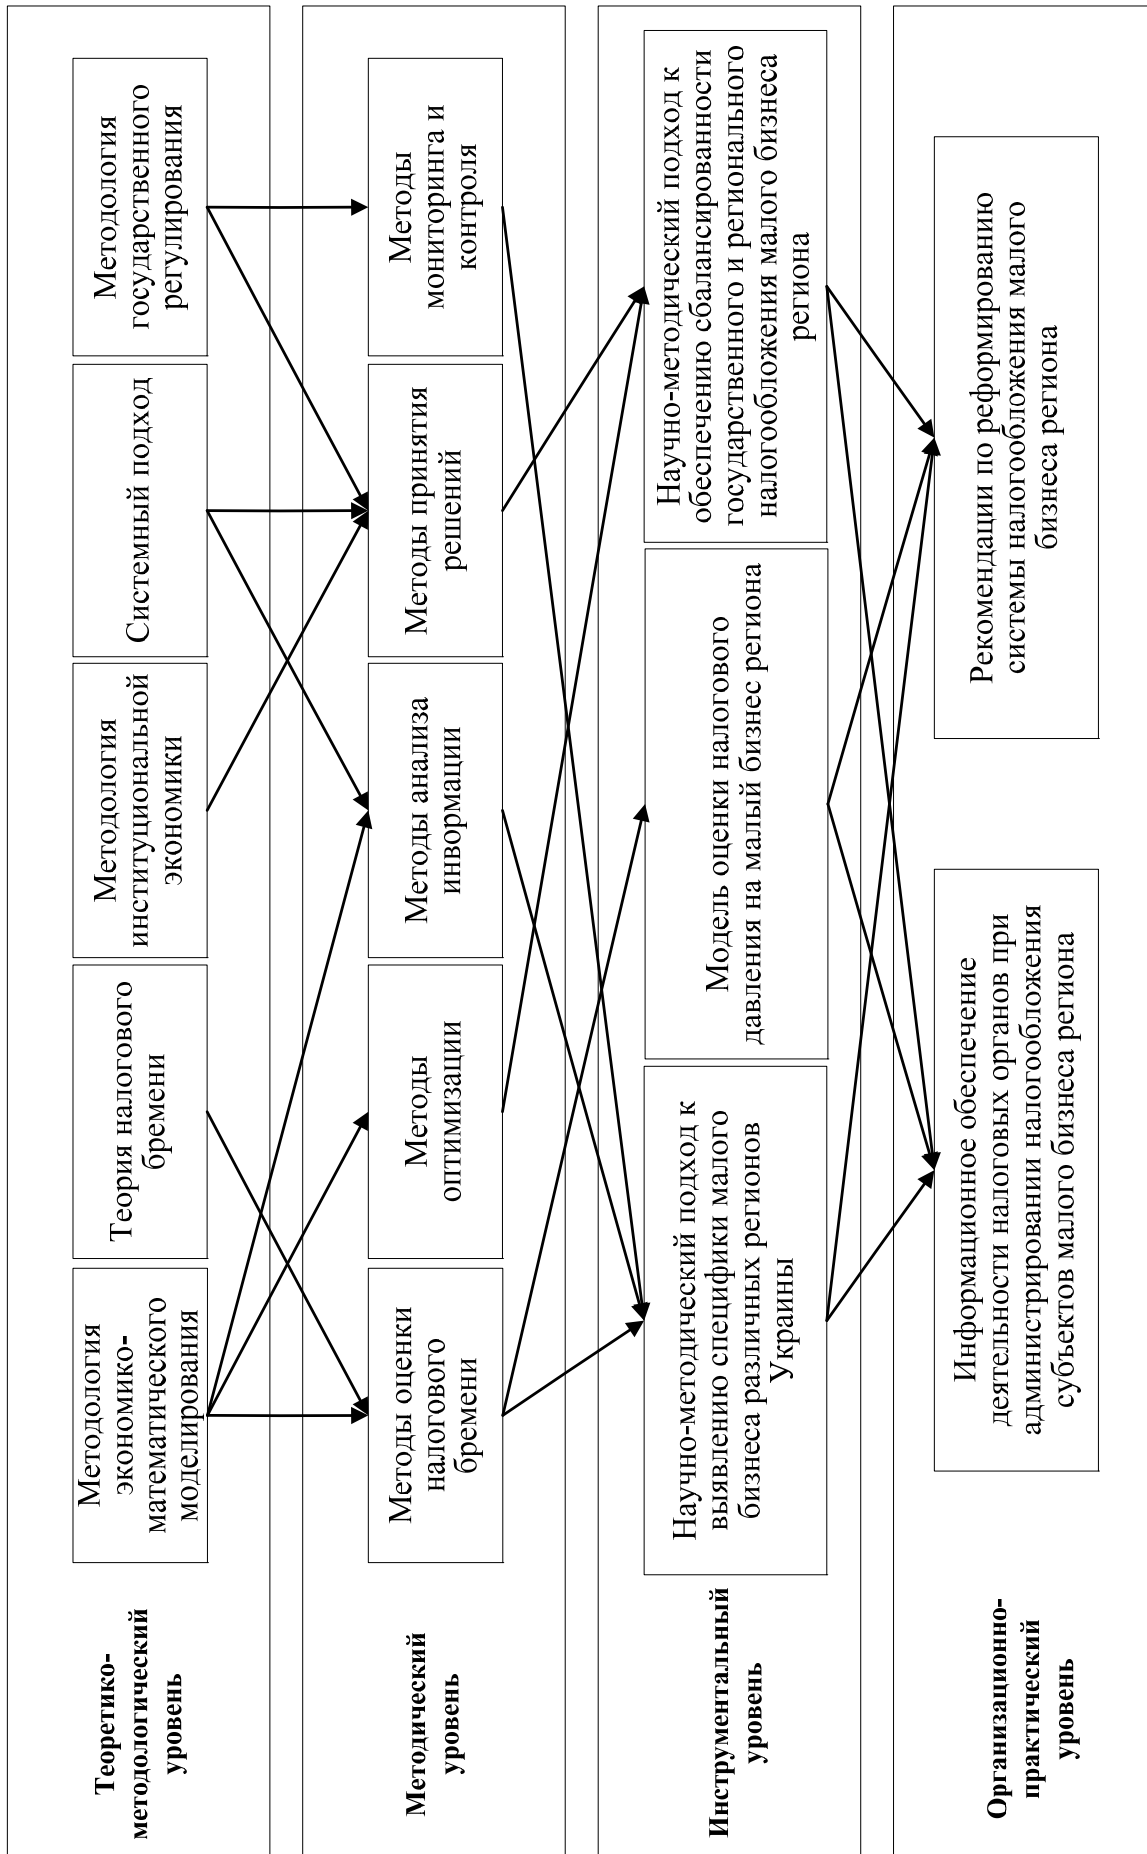 Теоретико-
методологический
уровень
Методология
экономико-
математического
моделирования
Теория налогового
бремени
Методология
институциональной
экономики
Системный подход
Методология
государственного
регулирования
Методический
уровень
Методы оценки
налогового
бремени
Методы
оптимизации
Методы анализа
инвормации
Методы принятия
решений
Методы
мониторинга и
контроля
Инструментальный
уровень
Научно-методический подход к
выявлению специфики малого
бизнеса различных регионов
Украины
Модель оценки налогового
давления на малый бизнес региона
Научно-методический подход к
обеспечению сбалансированности
государственного и регионального
налогообложения малого бизнеса
региона
Организационно-
практический
уровень
Информационное обеспечение
деятельности налоговых органов при
администрировании налогообложения
субъектов малого бизнеса региона
Рекомендации по реформированию
системы налогообложения малого
бизнеса региона